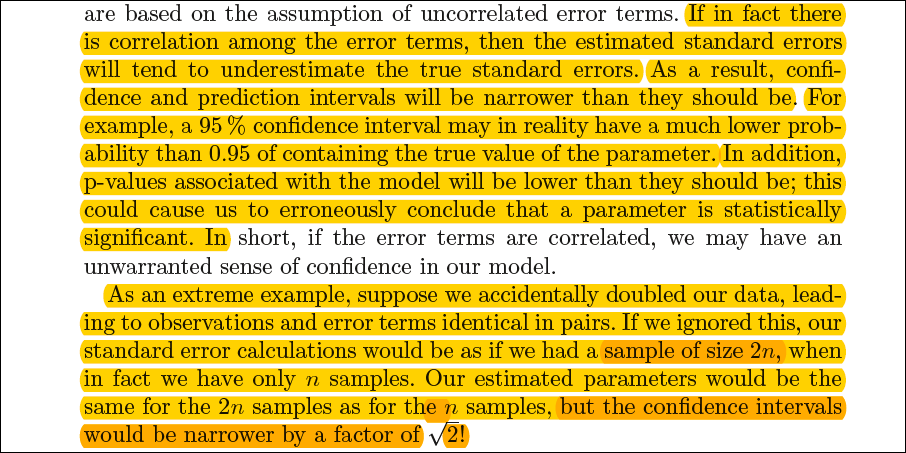 are based on the assumption of uncorrelated error terms. If in fact there
is correlation among the error terms, then the estimated standard errors
will tend to underestimate the true standard errors. As a result, confi-
dence and prediction intervals will be narrower than they should be. For
example, a 95 % confidence interval may in reality have a much lower prob-
ability than 0.95 of containing the true value of the parameter. In addition,
p-values associated with the model will be lower than they should be; this
could cause us to erroneously conclude that a parameter is statistically
significant. In short, if the error terms are correlated, we may have an
unwarranted sense of confidence in our model.
As an extreme example, suppose we accidentally doubled our data, lead-
ing to observations and error terms identical in pairs. If we ignored this, our
standard error calculations would be as if we had a sample of size 2n, when
in fact we have only n samples. Our estimated parameters would be the
same for the 2n samples as for the n samples, but the confidence intervals
would be narrower by a factor of √2!